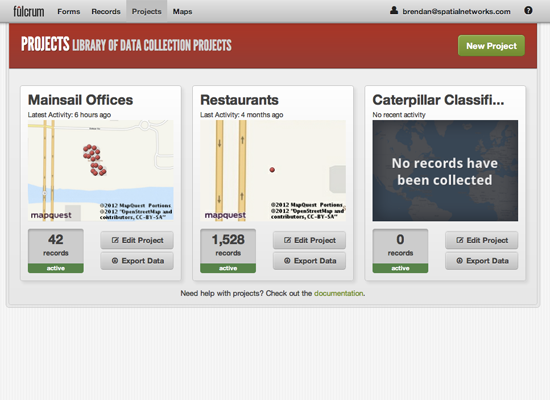 fülcrum Forms Records Projects Maps brendan@spatialnetworks.com ?
PROJECTS LIBRARY OF DATA COLLECTION PROJECTS New Project
Mainsail Offices
Latest Activity: 6 hours ago
©2012 MapQuest Portions
©2012 "OpenStreetMap and
contributors, CC-BY-SA"
mapquest
42
records
active
Edit Project
Export Data
Restaurants
Last Activity: 4 months ago
©2012 MapQuest Portions
©2012 "OpenStreetMap and
contributors, CC-BY-SA"
mapquest
1,528
records
active
Edit Project
Export Data
Caterpillar Classifi...
No recent activity
No records have
been collected
0
records
active
Edit Project
Export Data
Need help with projects? Check out the documentation.